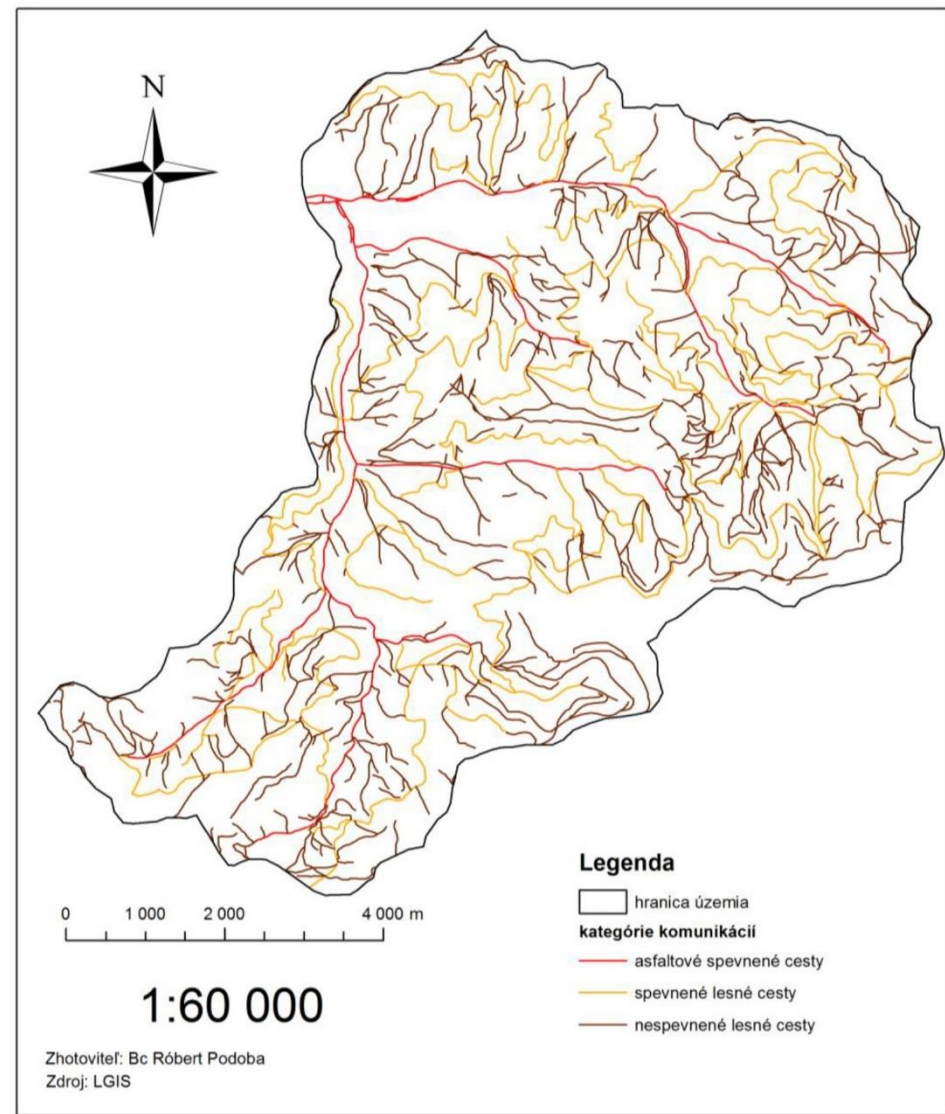 N
Legenda
hranica územia
kategórie komunikácií
asfaltové spevnené cesty
spevnené lesné cesty
nespevnené lesné cesty
0 1 000 2 000 4 000 m
1:60 000
Zhotoviteľ: Bc Róbert Podoba
Zdroj: LGIS